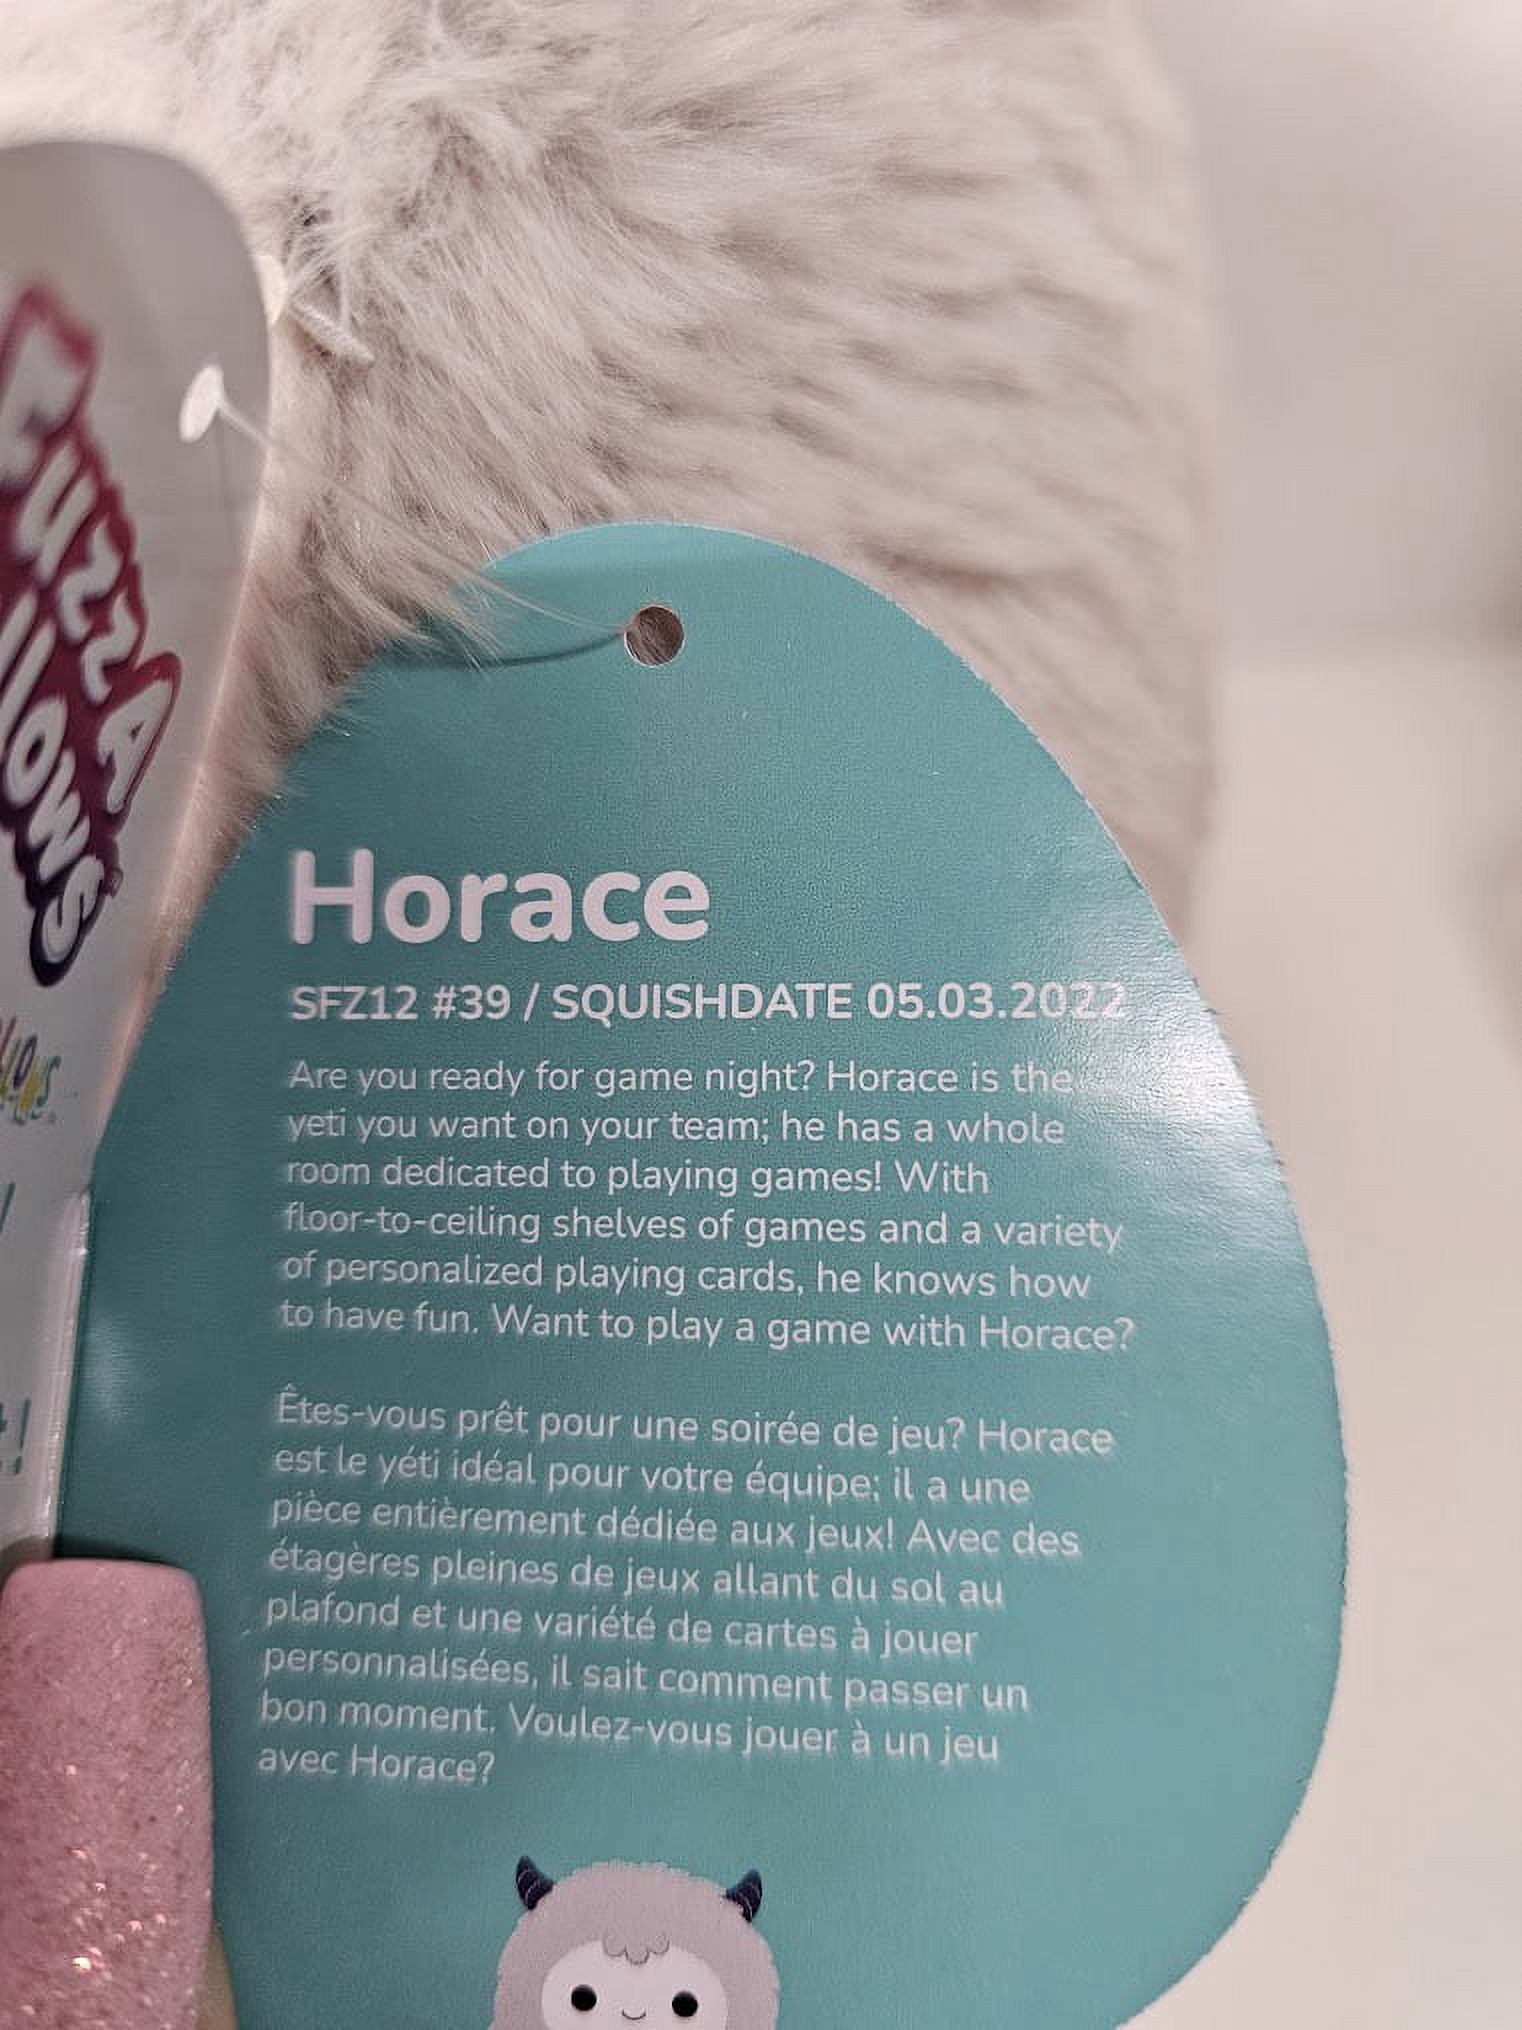 FUZZA
llows
Horace
SFZ12 #39 / SQUISHDATE 05.03.2022
Are you ready for game night? Horace is the
yeti you want on your team; he has a whole
room dedicated to playing games! With
floor-to-ceiling shelves of games and a variety
of personalized playing cards, he knows how
to have fun. Want to play a game with Horace?
Êtes-vous prêt pour une soirée de jeu? Horace
est le yéti idéal pour votre équipe; il a une
pièce entièrement dédiée aux jeux! Avec des
étagères pleines de jeux allant du sol au
plafond et une variété de cartes à jouer
personnalisées, il sait comment passer un
bon moment. Voulez-vous jouer à un jeu
avec Horace?